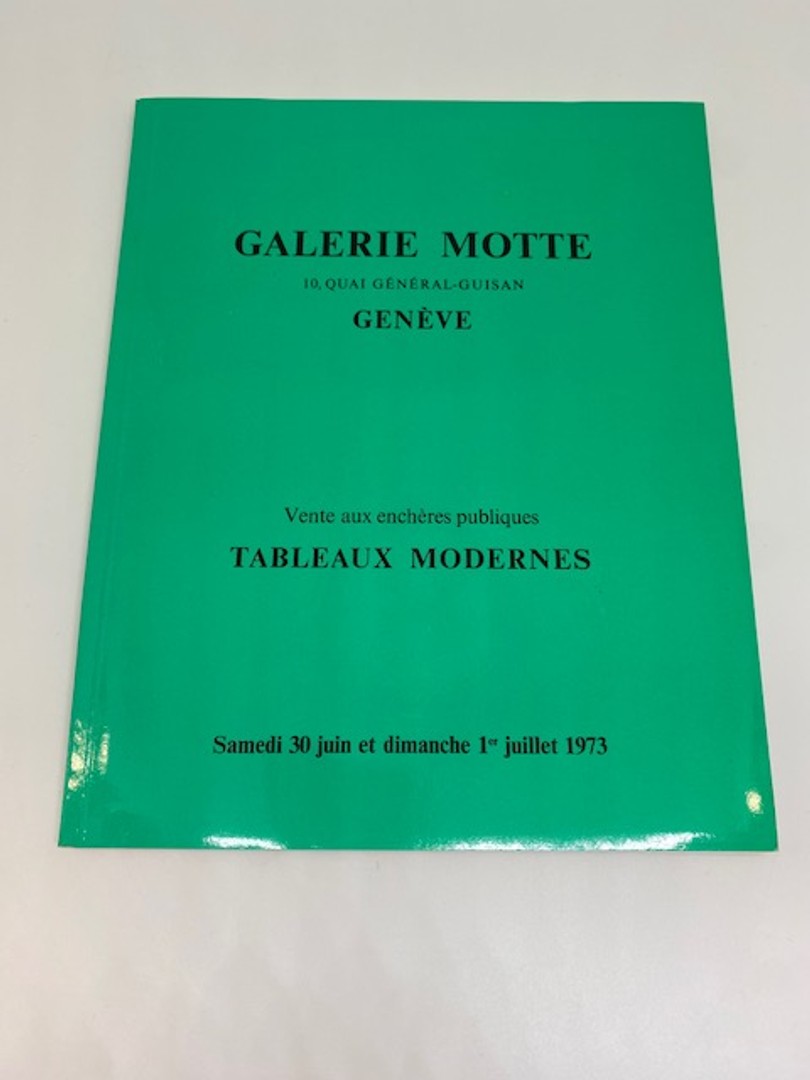 GALERIE MOTTE
10, QUAI GÉNÉRAL-GUISAN
GENÈVE
Vente aux enchères publiques
TABLEAUX MODERNES
Samedi 30 juin et dimanche 1er juillet 1973